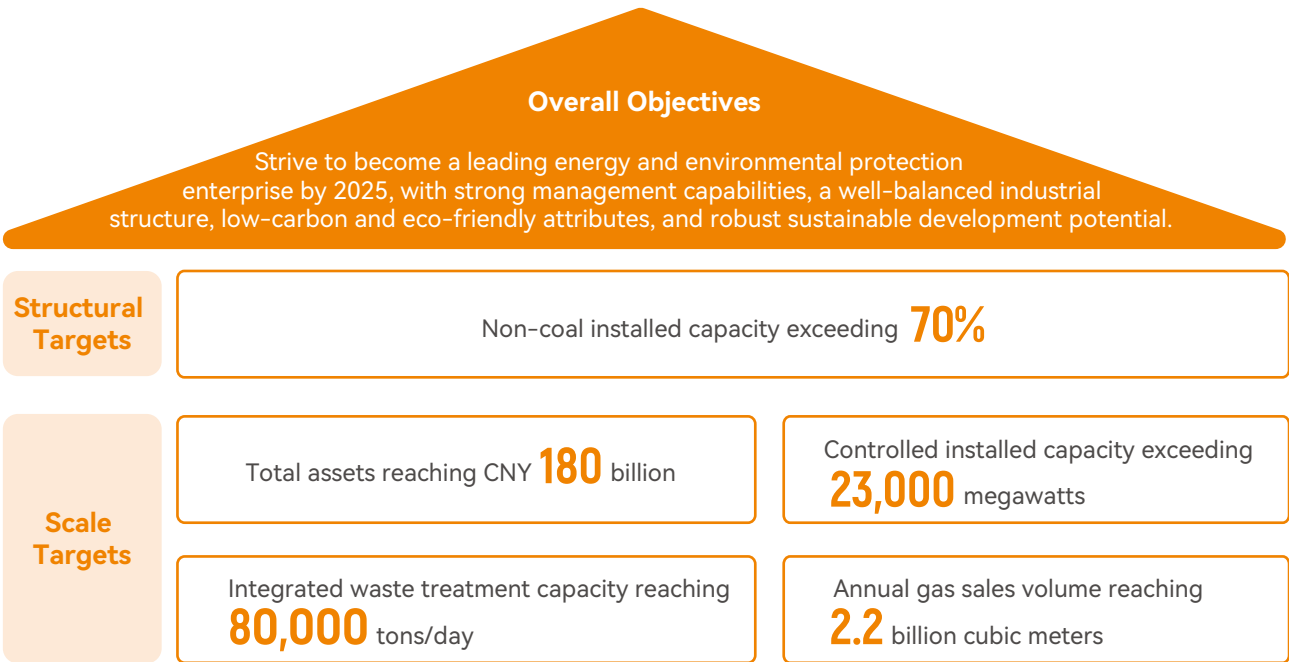 Overall Objectives
Strive to become a leading energy and environmental protection
enterprise by 2025, with strong management capabilities, a well-balanced industrial
structure, low-carbon and eco-friendly attributes, and robust sustainable development potential.
Structural
Targets
Non-coal installed capacity exceeding 70%
Scale
Targets
Total assets reaching CNY 180 billion
Controlled installed capacity exceeding
23,000 megawatts
Integrated waste treatment capacity reaching
80,000 tons/day
Annual gas sales volume reaching
2.2 billion cubic meters